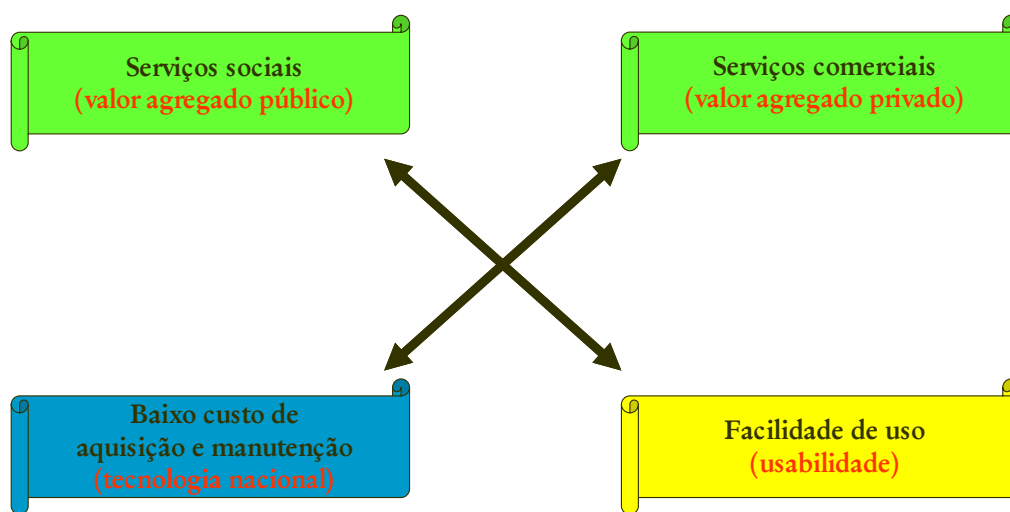 Serviços sociais
(valor agregado público)
Serviços comerciais
(valor agregado privado)
Baixo custo de
aquisição e manutenção
(tecnologia nacional)
Facilidade de uso
(usabilidade)